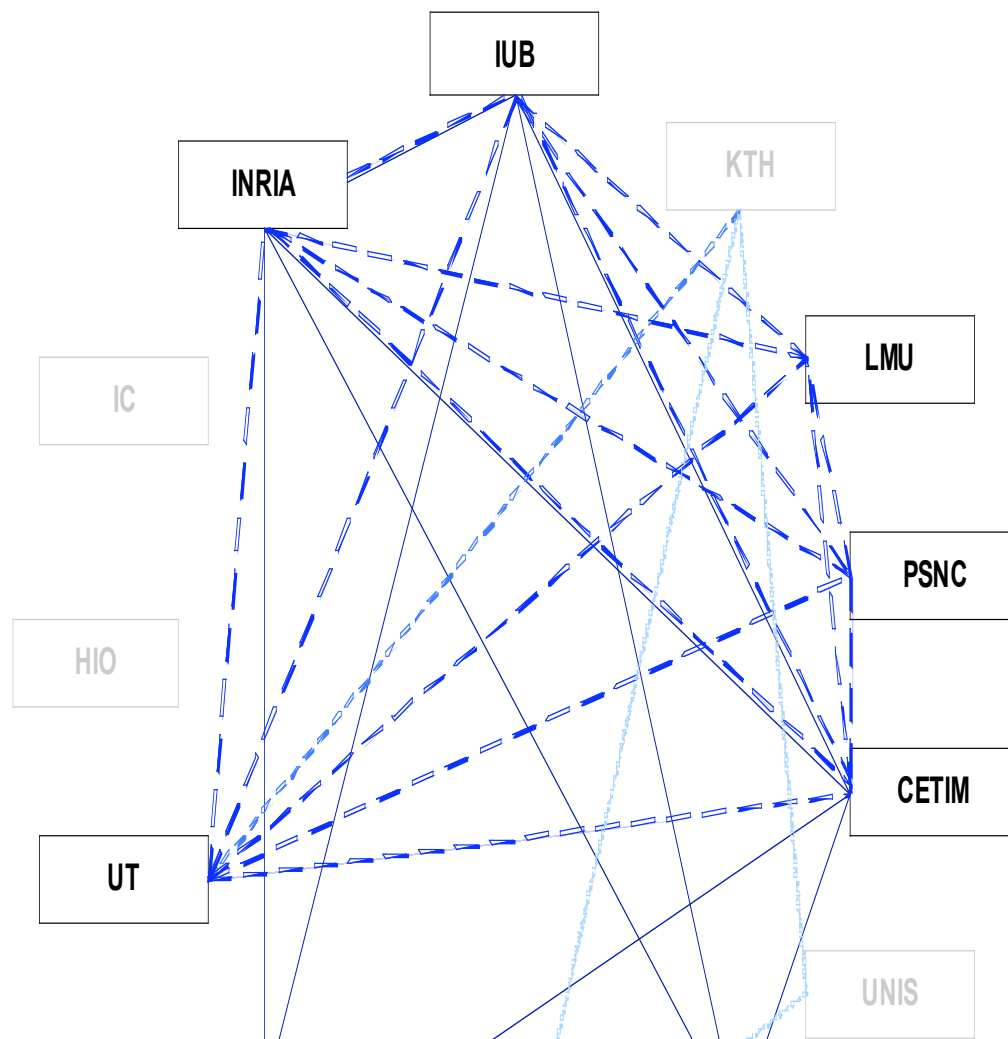 IUB
KTH
INRIA
LMU
IC
PSNC
HIO
CETIM
UT
UNIS